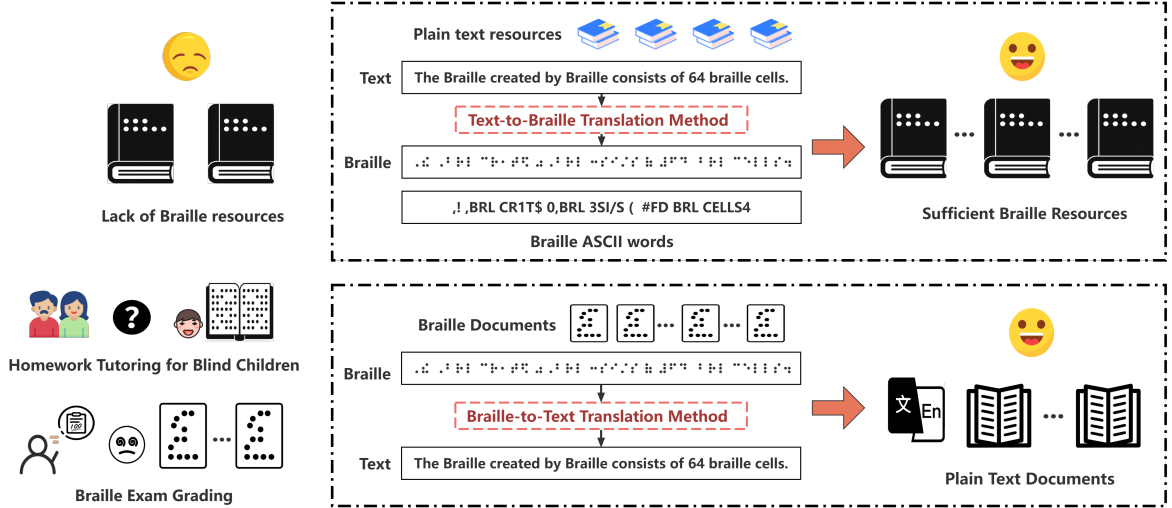 Lack of Braille resources
Plain text resources
Text
The Braille created by Braille consists of 64 braille cells.
Text-to-Braille Translation Method
Braille
,! ,BRL CR1T$ 0,BRL 3SI/S ( #FD BRL CELLS4
Braille ASCII words
Sufficient Braille Resources
?
Homework Tutoring for Blind Children
100
Braille Exam Grading
Braille Documents
Braille
⠠⠮ ⠠⠃⠗⠇ ⠉⠗⠂⠞⠫ ⠴⠠⠃⠗⠇ ⠒⠎⠊⠌⠎ ⠷ ⠼⠋⠙ ⠃⠗⠇ ⠉⠑⠇⠇⠎⠲
Braille-to-Text Translation Method
Text
The Braille created by Braille consists of 64 braille cells.
文
En
Plain Text Documents